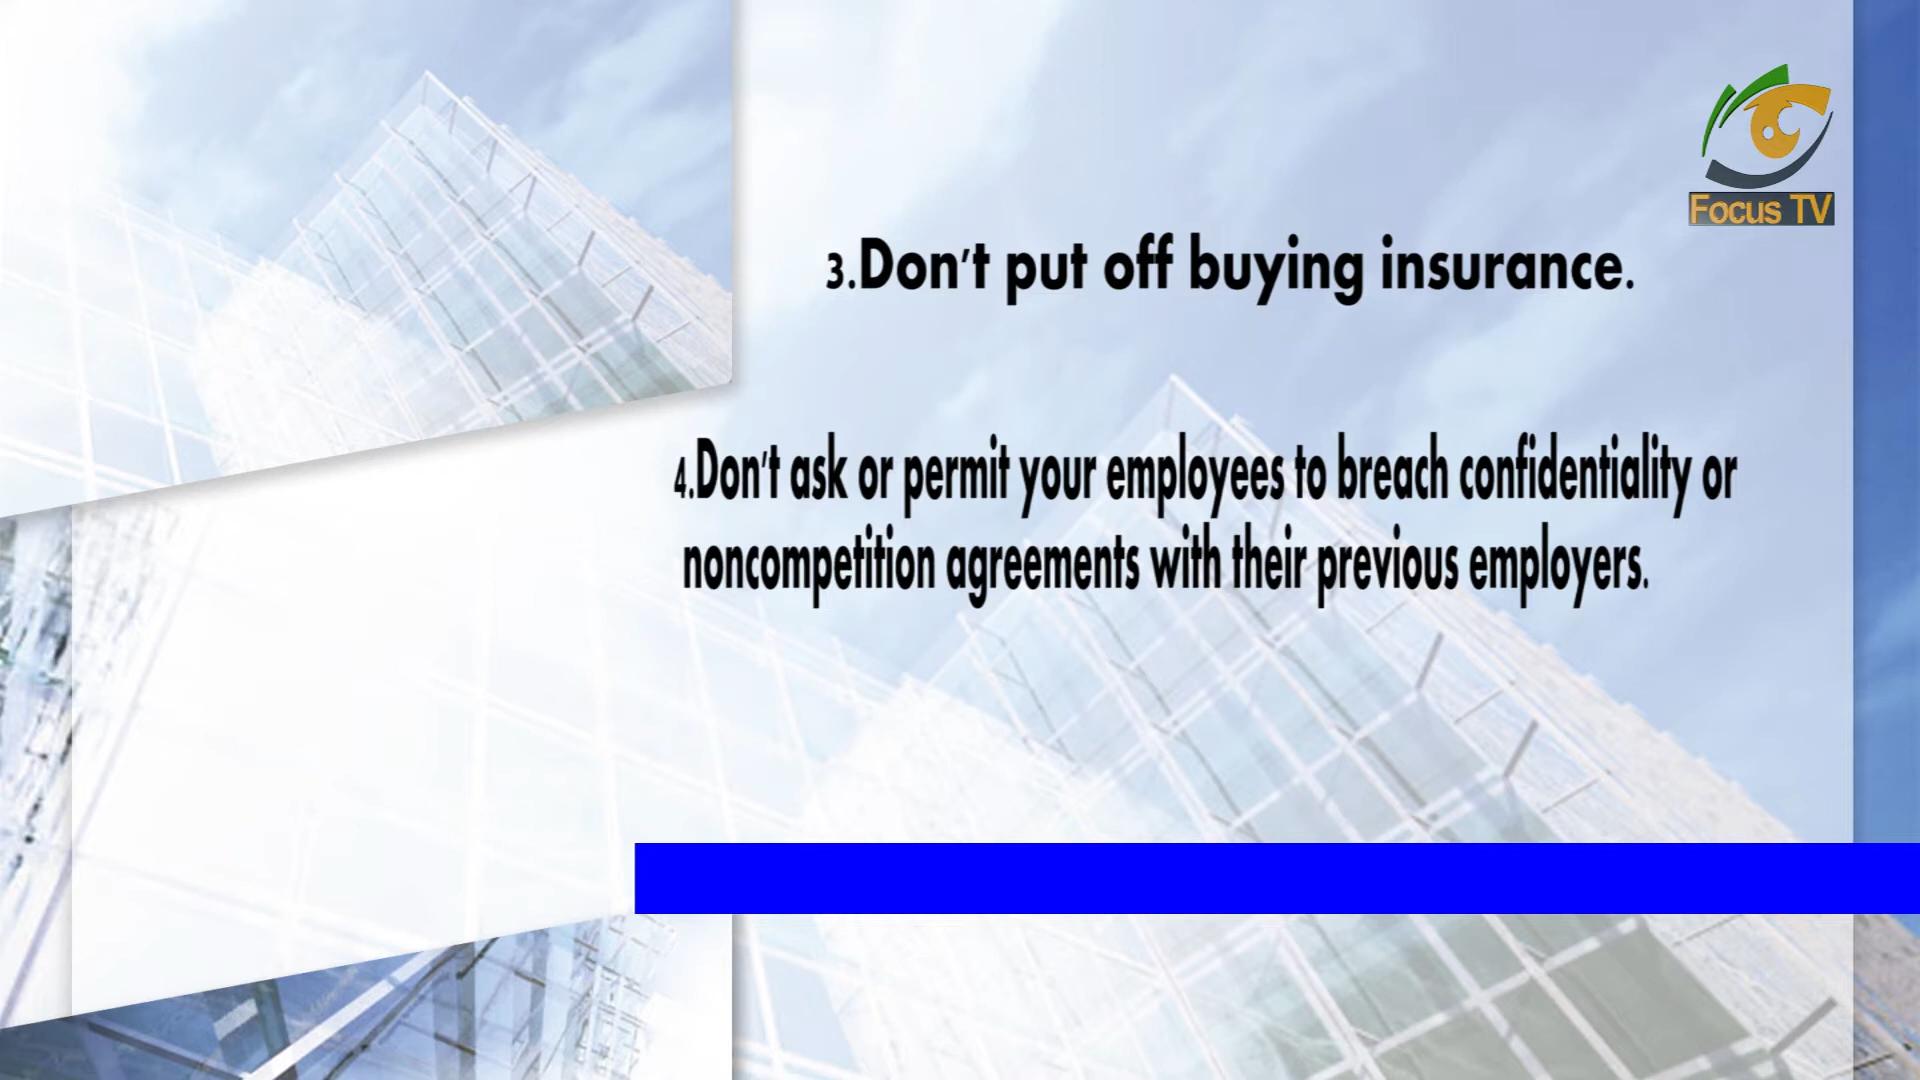 Focus TV
3.Don't put off buying insurance.
4.Don't ask or permit your employees to breach confidentiality or
noncompetition agreements with their previous employers.